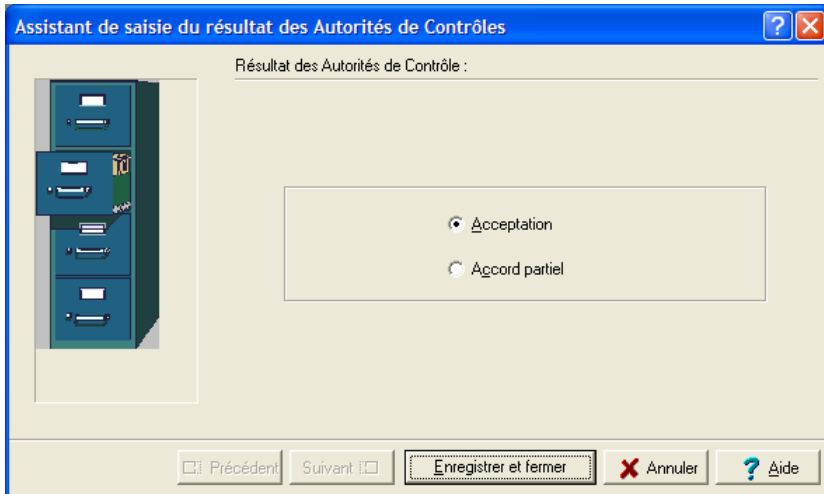 Assistant de saisie du résultat des Autorités de Contrôles
Résultat des Autorités de Contrôle :
Acceptation
Accord partiel
Précédent Suivant Enregistrer et fermer Annuler Aide